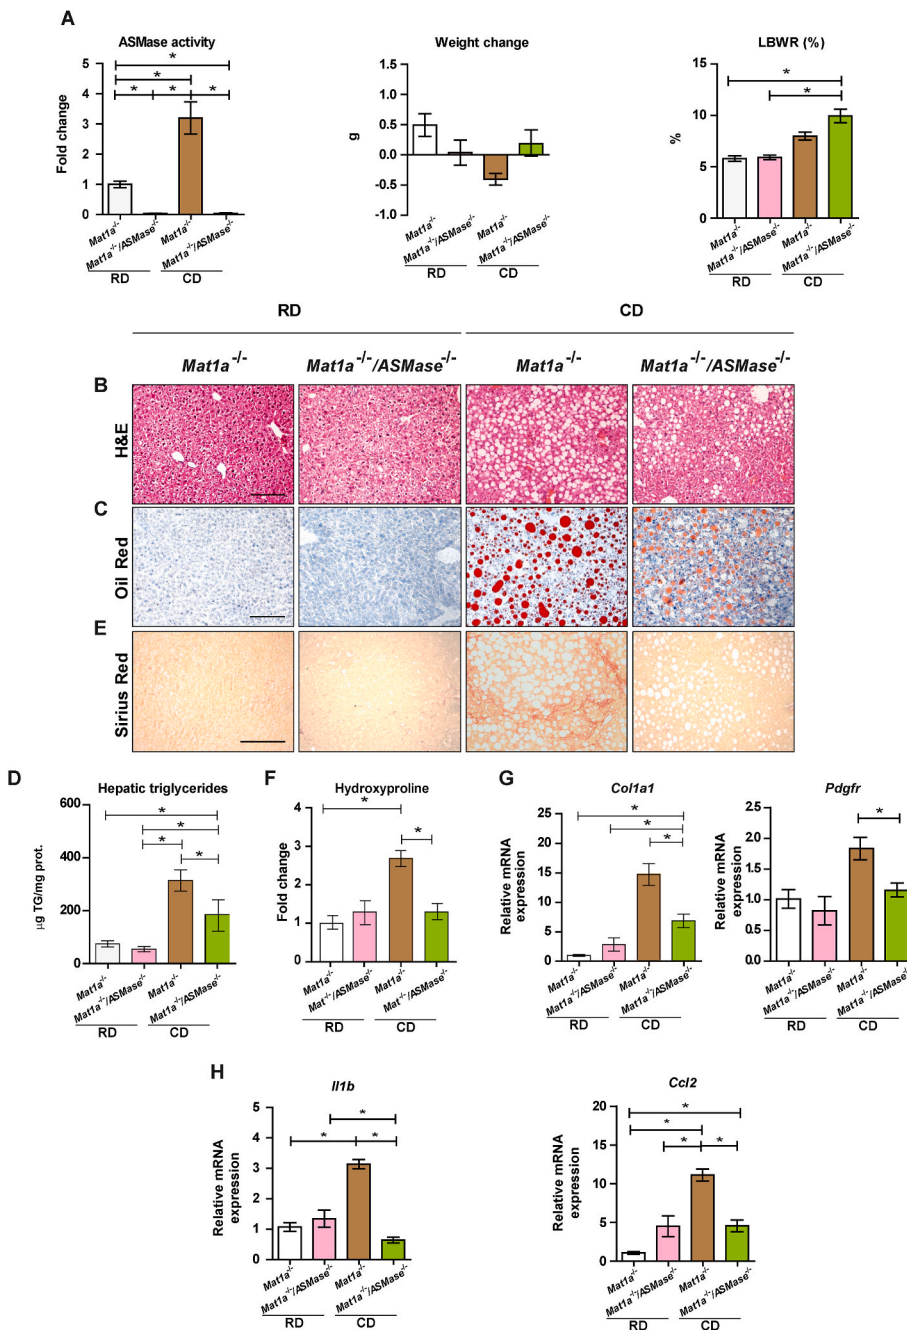 A
ASMase activity
Fold change
5
4
3
2
1
0
Mat1a-/-
Mat1a-/-/ASMase-/-
Mat1a-/-
Mat1a-/-/ASMase-/-
RD
CD
*
*
* * *
Weight change
g
1.0
0.5
0.0
-0.5
-1.0
Mat1a-/-
Mat1a-/-/ASMase-/-
Mat1a-/-
Mat1a-/-/ASMase-/-
RD
CD
LBWR (%)
%
15
10
5
0
*
*
Mat1a-/-
Mat1a-/-/ASMase-/-
Mat1a-/-
Mat1a-/-/ASMase-/-
RD
CD
RD
CD
Mat1a-/-
Mat1a-/-/ASMase-/-
Mat1a-/-
Mat1a-/-/ASMase-/-
B
H&E
C
Oil Red
E
Sirius Red
D
Hepatic triglycerides
µg TG/mg prot.
600
400
200
0
*
*
*
*
Mat1a-/-
Mat1a-/-/ASMase-/-
Mat1a-/-
Mat1a-/-/ASMase-/-
RD
CD
F
Hydroxyproline
Fold change
4
3
2
1
0
*
*
Mat1a-/-
Mat-/-/ASMase-/-
Mat1a-/-
Mat1a-/-/ASMase-/-
RD
CD
G
Col1a1
Relative mRNA
expression
25
20
15
10
5
0
*
*
*
Mat1a-/-
Mat1a-/-/ASMase-/-
Mat1a-/-
Mat1a-/-/ASMase-/-
RD
CD
Pdgfr
Relative mRNA
expression
2.0
1.5
1.0
0.5
0.0
*
Mat1a-/-
Mat1a-/-/ASMase-/-
Mat1a-/-
Mat1a-/-/ASMase-/-
RD
CD
H
Il1b
Relative mRNA
expression
5
4
3
2
1
0
*
*
*
Mat1a-/-
Mat1a-/-/ASMase-/-
Mat1a-/-
Mat1a-/-/ASMase-/-
RD
CD
Ccl2
Relative mRNA
expression
20
15
10
5
0
*
*
* *
Mat1a-/-
Mat1a-/-/ASMase-/-
Mat1a-/-
Mat1a-/-/ASMase-/-
RD
CD